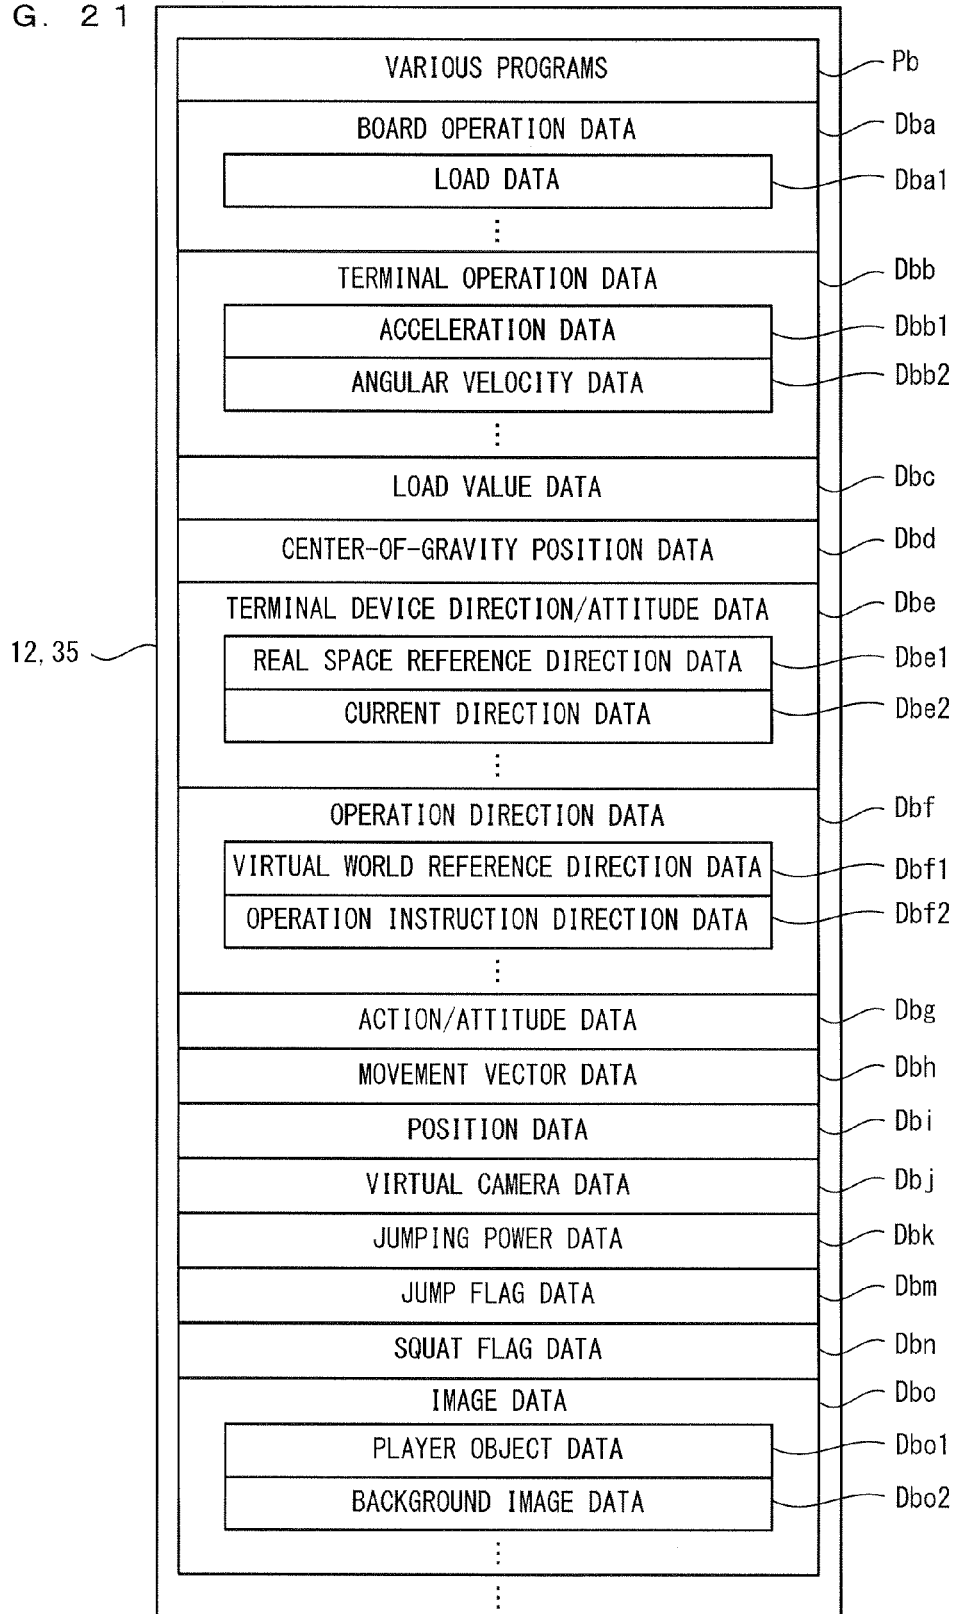 G. 21
VARIOUS PROGRAMS Pb
BOARD OPERATION DATA Dba
LOAD DATA Dba1
TERMINAL OPERATION DATA Dbb
ACCELERATION DATA Dbb1
ANGULAR VELOCITY DATA Dbb2
LOAD VALUE DATA Dbc
CENTER-OF-GRAVITY POSITION DATA Dbd
TERMINAL DEVICE DIRECTION/ATTITUDE DATA Dbe
12,35 REAL SPACE REFERENCE DIRECTION DATA Dbe1
CURRENT DIRECTION DATA Dbe2
OPERATION DIRECTION DATA Dbf
VIRTUAL WORLD REFERENCE DIRECTION DATA Dbf1
OPERATION INSTRUCTION DIRECTION DATA Dbf2
ACTION/ATTITUDE DATA Dbg
MOVEMENT VECTOR DATA Dbh
POSITION DATA Dbi
VIRTUAL CAMERA DATA Dbj
JUMPING POWER DATA Dbk
JUMP FLAG DATA Dbm
SQUAT FLAG DATA Dbn
IMAGE DATA Dbo
PLAYER OBJECT DATA Dbo1
BACKGROUND IMAGE DATA Dbo2